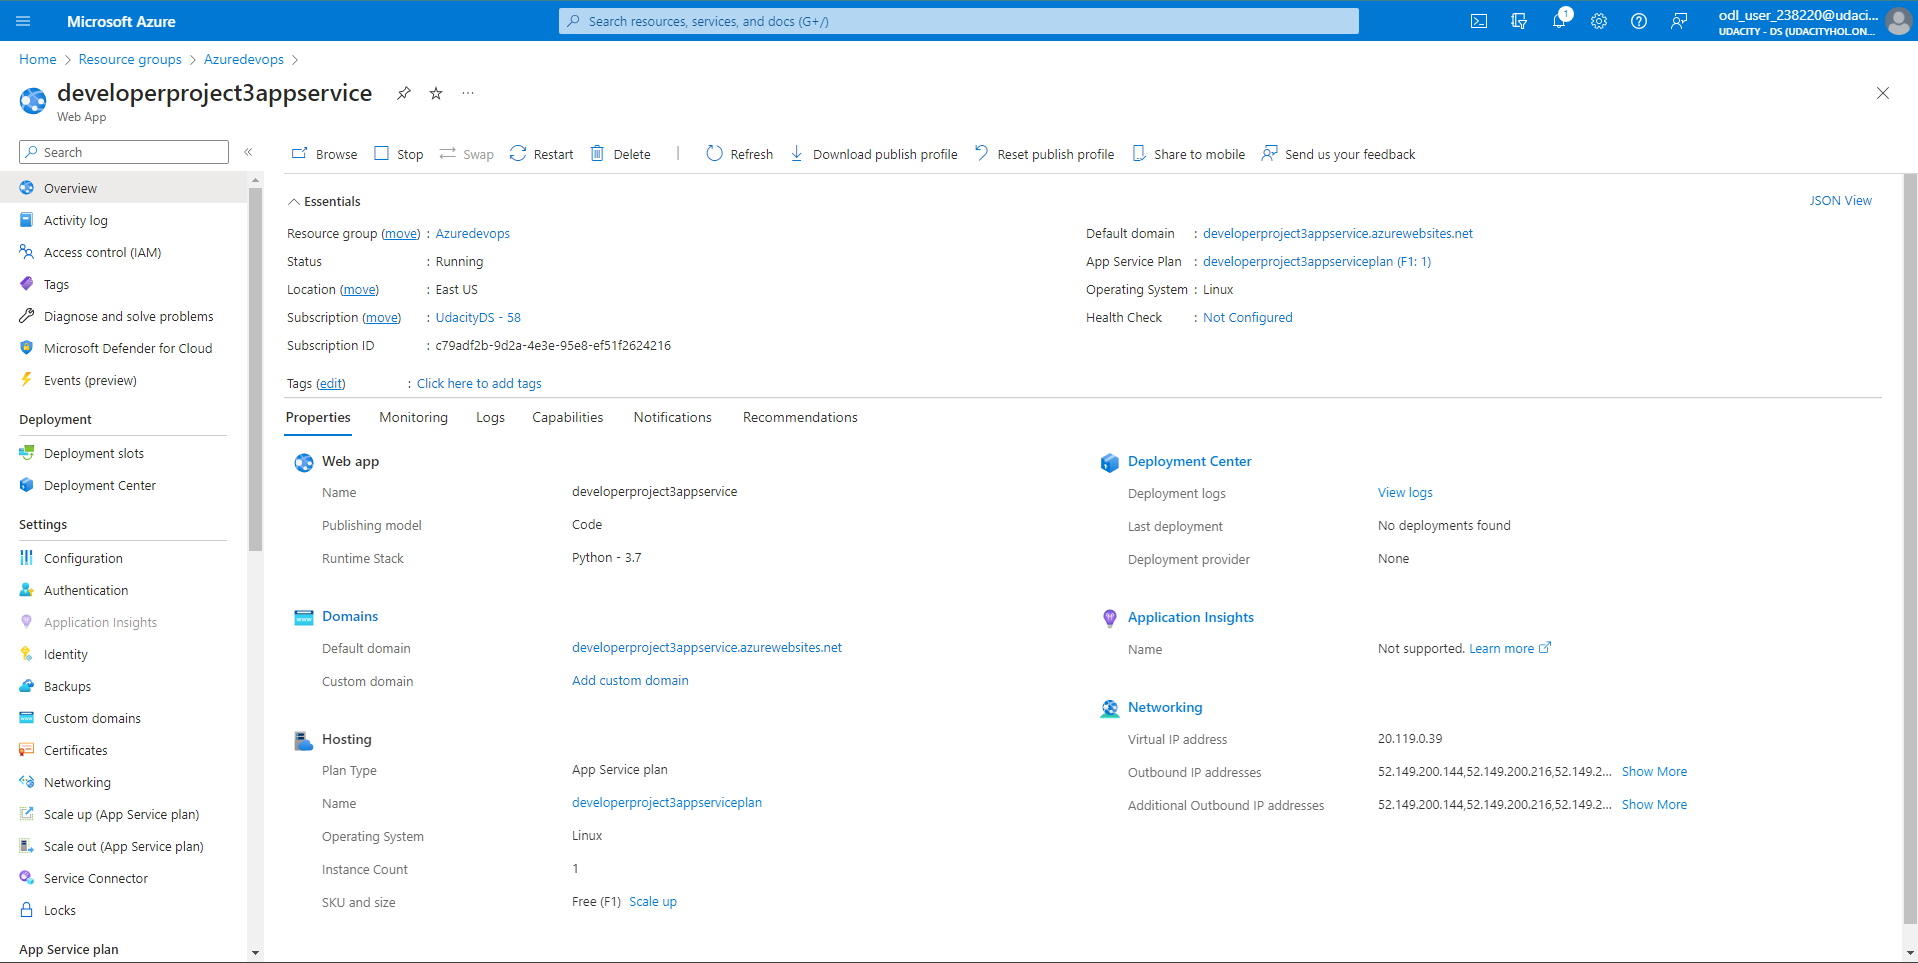 Microsoft Azure
Search resources, services, and docs (G+/)
1
odl_user_238220@udaci...
UDACITY - DS (UDACITYHOL.ON...
Home > Resource groups > Azuredevops >
developerproject3appservice
...
Web App
Search
«
Browse
Stop
Swap
Restart
Delete
Refresh
Download publish profile
Reset publish profile
Share to mobile
Send us your feedback
Overview
Activity log
Access control (IAM)
Tags
Diagnose and solve problems
Microsoft Defender for Cloud
Events (preview)
Deployment
Deployment slots
Deployment Center
Settings
Configuration
Authentication
Application Insights
Identity
Backups
Custom domains
Certificates
Networking
Scale up (App Service plan)
Scale out (App Service plan)
Service Connector
Locks
App Service plan
Essentials
JSON View
Resource group (move) : Azuredevops
Status : Running
Location (move) : East US
Subscription (move) : UdacityDS - 58
Subscription ID : c79adf2b-9d2a-4e3e-95e8-ef51f2624216
Default domain : developerproject3appservice.azurewebsites.net
App Service Plan : developerproject3appserviceplan (F1: 1)
Operating System : Linux
Health Check : Not Configured
Tags (edit) : Click here to add tags
Properties
Monitoring
Logs
Capabilities
Notifications
Recommendations
Web app
Name developerproject3appservice
Publishing model Code
Runtime Stack Python - 3.7
Domains
Default domain developerproject3appservice.azurewebsites.net
Custom domain Add custom domain
Hosting
Plan Type App Service plan
Name developerproject3appserviceplan
Operating System Linux
Instance Count 1
SKU and size Free (F1) Scale up
Deployment Center
Deployment logs View logs
Last deployment No deployments found
Deployment provider None
Application Insights
Name Not supported. Learn more
Networking
Virtual IP address 20.119.0.39
Outbound IP addresses 52.149.200.144,52.149.200.216,52.149.2... Show More
Additional Outbound IP addresses 52.149.200.144,52.149.200.216,52.149.2... Show More